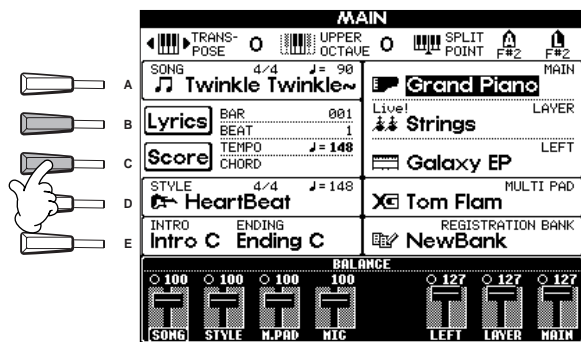 MAIN
TRANS-
POSE 0 UPPER
OCTAVE 0 SPLIT
POINT A
F#2 L
F#2
A SONG 4/4 ♩= 90
Twinkle Twinkle~
MAIN
Grand Piano
B Lyrics BAR 001
BEAT 1
Live! LAYER
Strings
C Score TEMPO ♩=148
CHORD
LEFT
Galaxy EP
D STYLE 4/4 ♩=148
HeartBeat
MULTI PAD
Tom Flam
E INTRO ENDING
Intro C Ending C
REGISTRATION BANK
NewBank
BALANCE
100 100 100 100 127 127 127
SONG STYLE M.PAD MIC LEFT LAYER MAIN